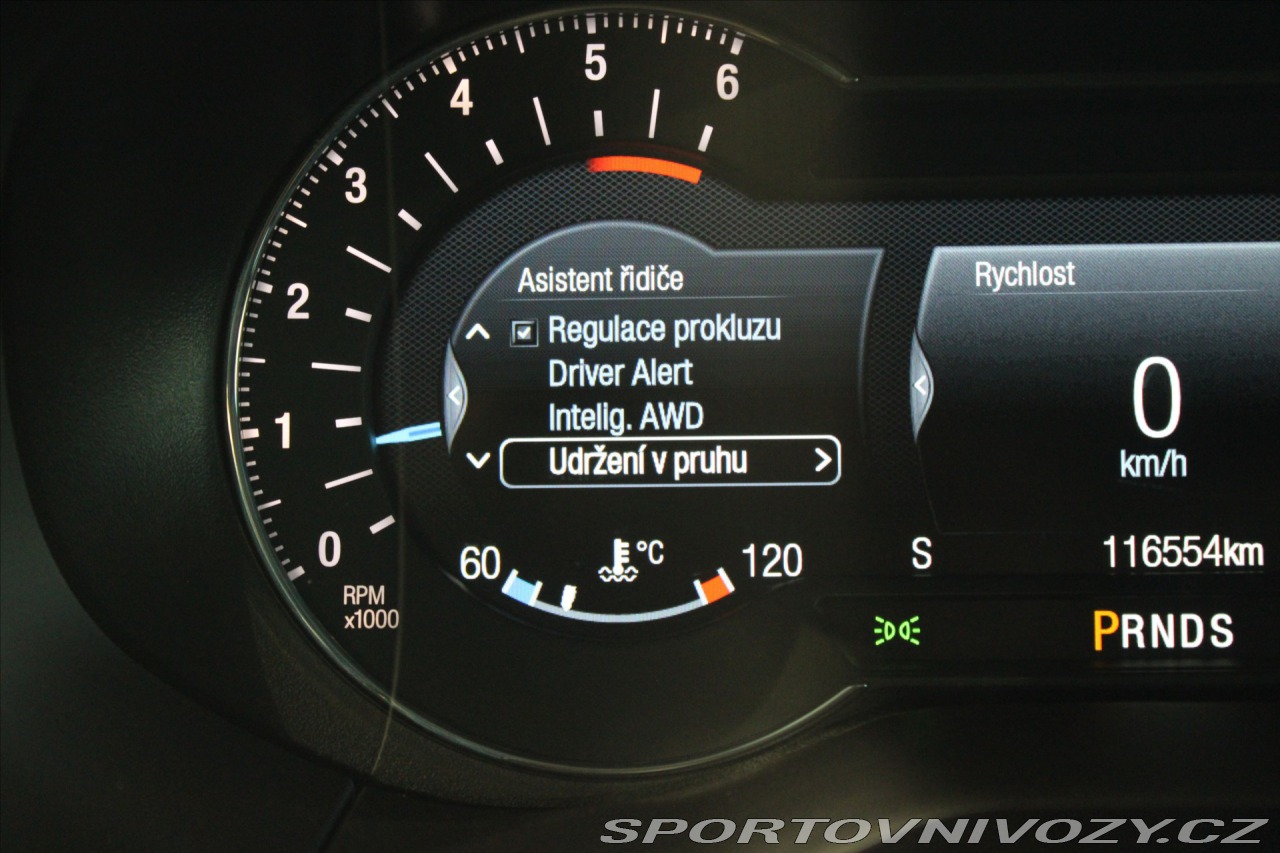 5
6
4
3
2
1
0
RPM
x1000
Asistent řidiče
Regulace prokluzu
Driver Alert
Intelig. AWD
Udržení v pruhu
60
°C
120
Rychlost
0
km/h
S
116554km
PRNDS
SPORTOVNIVOZY.CZ